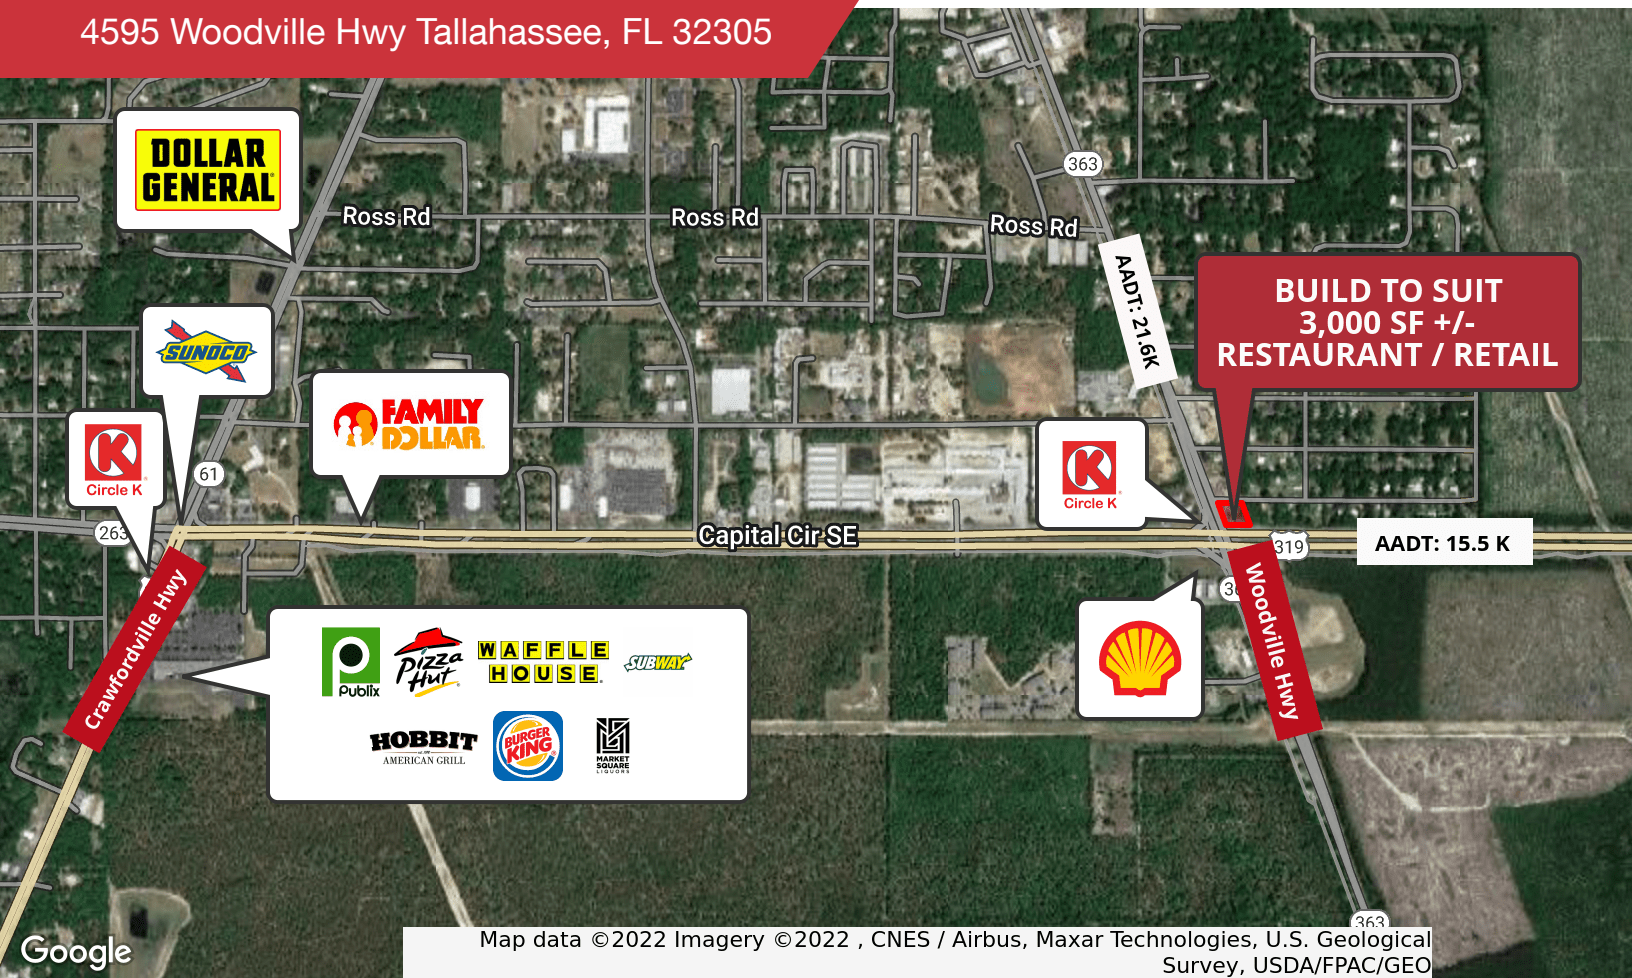 4595 Woodville Hwy Tallahassee, FL 32305
DOLLAR
GENERAL
363
Ross Rd
Ross Rd
Ross Rd
AADT: 21.6K
BUILD TO SUIT
3,000 SF +/-
RESTAURANT / RETAIL
SUNOCO
FAMILY
DOLLAR
Circle K
61
Circle K
263
Capital Cir SE
319
AADT: 15.5 K
Crawfordville Hwy
Woodville Hwy
Publix
Pizza
Hut
WAFFLE
HOUSE
SUBWAY
HOBBIT
AMERICAN GRILL
BURGER
KING
MARKET
SQUARE
LIQUORS
363
Google
Map data ©2022 Imagery ©2022 , CNES / Airbus, Maxar Technologies, U.S. Geological
Survey, USDA/FPAC/GEO